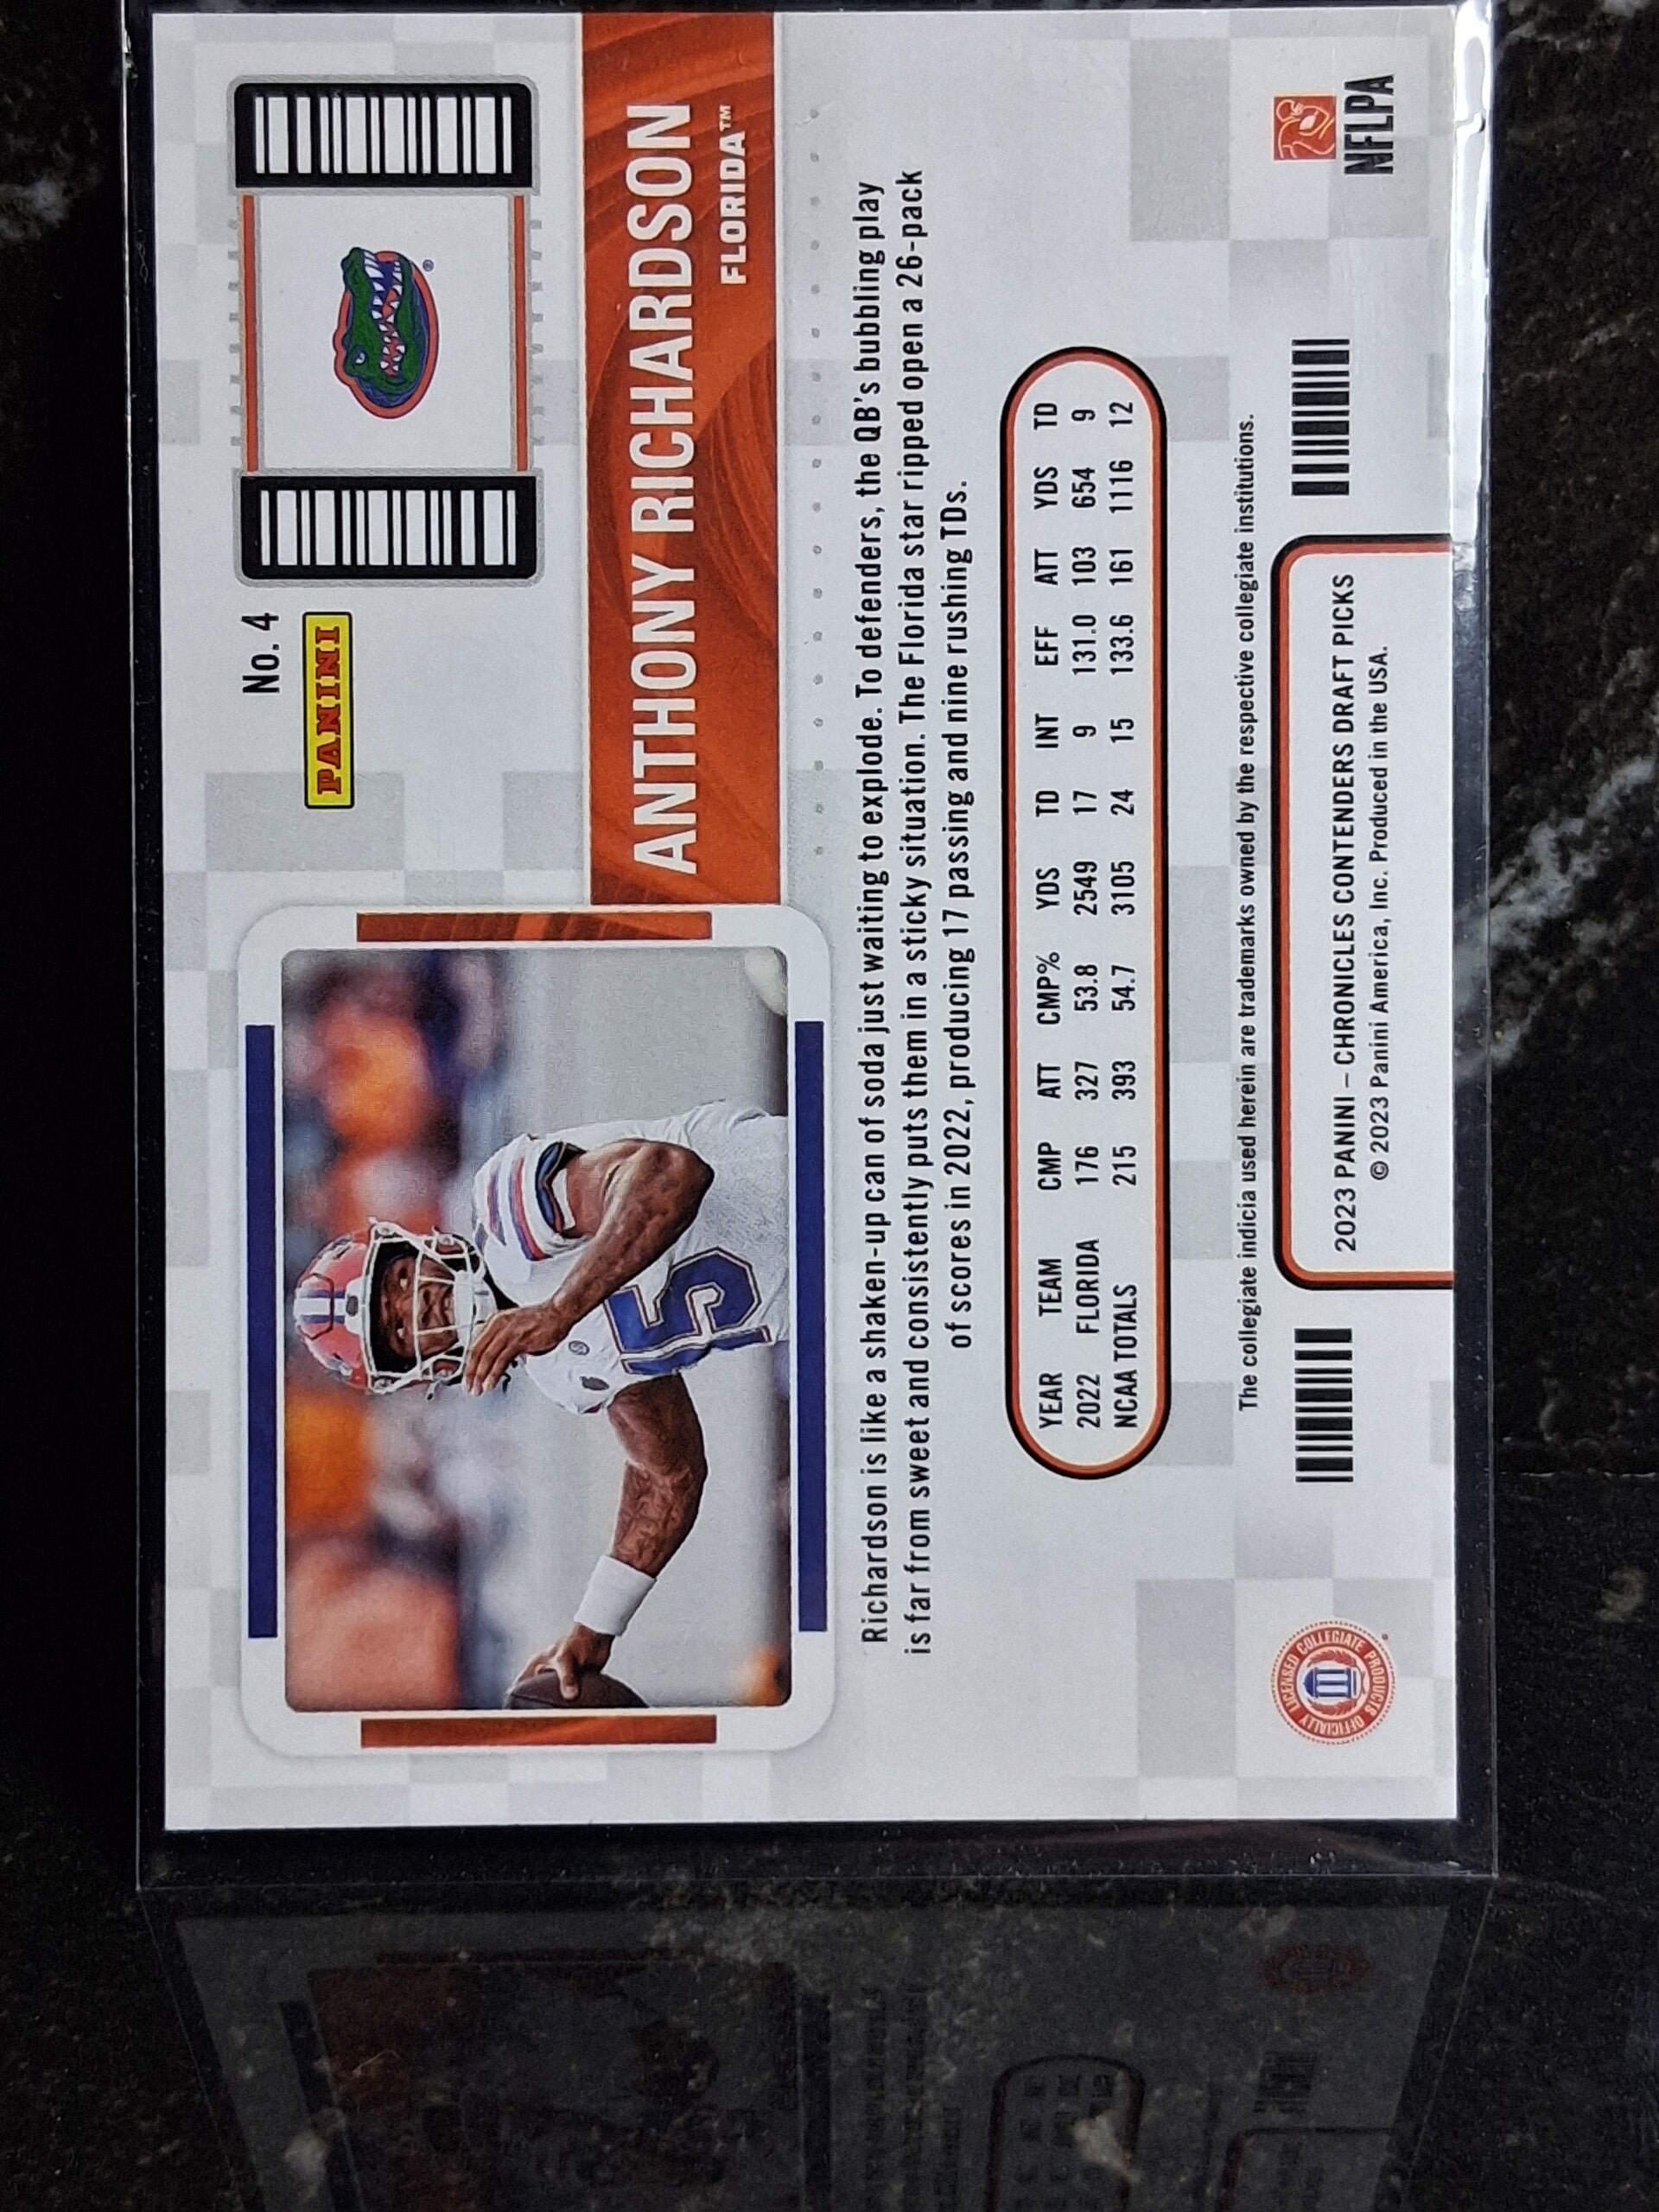 No. 4
PANINI
ANTHONY RICHARDSON
FLORIDA™
Richardson is like a shaken-up can of soda just waiting to explode. To defenders, the QB's bubbling play
is far from sweet and consistently puts them in a sticky situation. The Florida star ripped open a 26-pack
of scores in 2022, producing 17 passing and nine rushing TDs.
YEAR TEAM CMP ATT CMP% YDS TD INT EFF ATT YDS TD
2022 FLORIDA 176 327 53.8 2549 17 9 131.0 103 654 9
NCAA TOTALS 215 393 54.7 3105 24 15 133.6 161 1116 12
The collegiate indicia used herein are trademarks owned by the respective collegiate institutions.
OFFICIALLY LICENSED COLLEGIATE PRODUCTS
2023 PANINI – CHRONICLES CONTENDERS DRAFT PICKS
© 2023 Panini America, Inc. Produced in the USA.
NFLPA
15